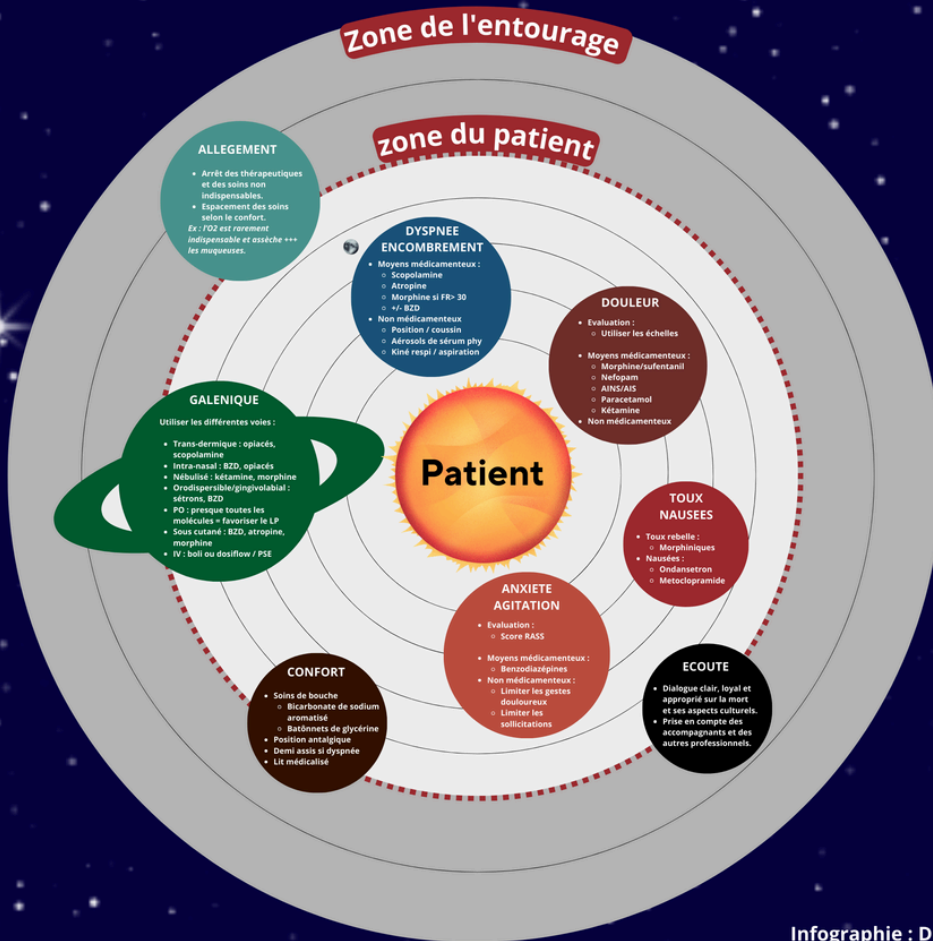 Zone de l'entourage
zone du patient
ALLEGEMENT
• Arrêt des thérapeutiques
et des soins non
indispensables.
• Espacement des soins
selon le confort.
Ex : l'O2 est rarement
indispensable et assèche +++
les muqueuses.
DYSPNEE
ENCOMBREMENT
• Moyens médicamenteux :
○ Scopolamine
○ Atropine
○ Morphine si FR> 30
○ +/- BZD
• Non médicamenteux
○ Position / coussin
○ Aérosols de sérum phy
○ Kiné respi / aspiration
DOULEUR
• Evaluation :
○ Utiliser les échelles
• Moyens médicamenteux :
○ Morphine/sufentanil
○ Nefopam
○ AINS/AIS
○ Paracetamol
○ Kétamine
• Non médicamenteux
GALENIQUE
Utiliser les différentes voies :
• Trans-dermique : opiacés,
scopolamine
• Intra-nasal : BZD, opiacés
• Nébulisé : kétamine, morphine
• Orodispersible/gingivolabial :
sétrons, BZD
• PO : presque toutes les
molécules = favoriser le LP
• Sous cutané : BZD, atropine,
morphine
• IV : boli ou dosiflow / PSE
Patient
TOUX
NAUSEES
• Toux rebelle :
○ Morphiniques
• Nausées :
○ Ondansetron
○ Metoclopramide
ANXIETE
AGITATION
• Evaluation :
○ Score RASS
• Moyens médicamenteux :
○ Benzodiazépines
• Non médicamenteux :
○ Limiter les gestes
douloureux
○ Limiter les
sollicitations
CONFORT
• Soins de bouche
○ Bicarbonate de sodium
aromatisé
○ Batônnets de glycérine
• Position antalgique
• Demi assis si dyspnée
• Lit médicalisé
ECOUTE
• Dialogue clair, loyal et
approprié sur la mort
et ses aspects culturels.
• Prise en compte des
accompagnants et des
autres professionnels.
Infographie : D